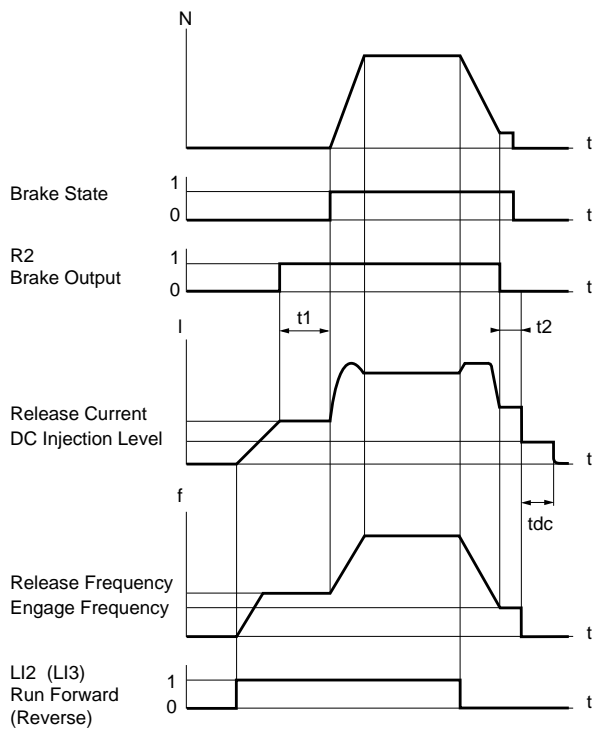 N
t
Brake State
1
0
t
R2
Brake Output
1
0
t
t1
t2
I
Release Current
DC Injection Level
t
tdc
f
Release Frequency
Engage Frequency
t
LI2 (LI3)
Run Forward
(Reverse)
1
0
t